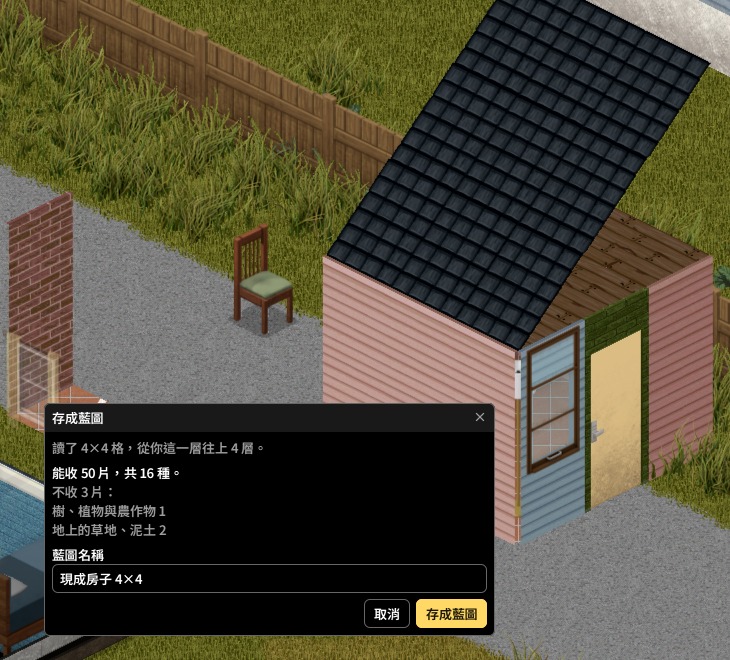 存成藍圖
讀了 4×4 格，從你這一層往上 4 層。
能收 50 片，共 16 種。
不收 3 片：
樹、植物與農作物 1
地上的草地、泥土 2
藍圖名稱
現成房子 4×4
取消 存成藍圖